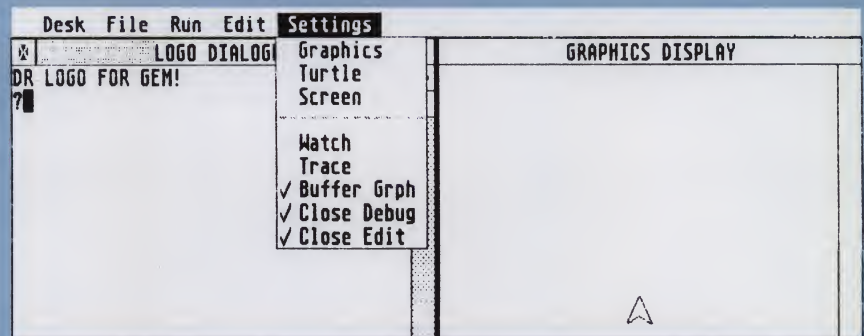 Desk File Run Edit Settings
LOGO DIALOG
GRAPHICS DISPLAY
DR LOGO FOR GEM!
?
Graphics
Turtle
Screen
Watch
Trace
✓ Buffer Grph
✓ Close Debug
✓ Close Edit